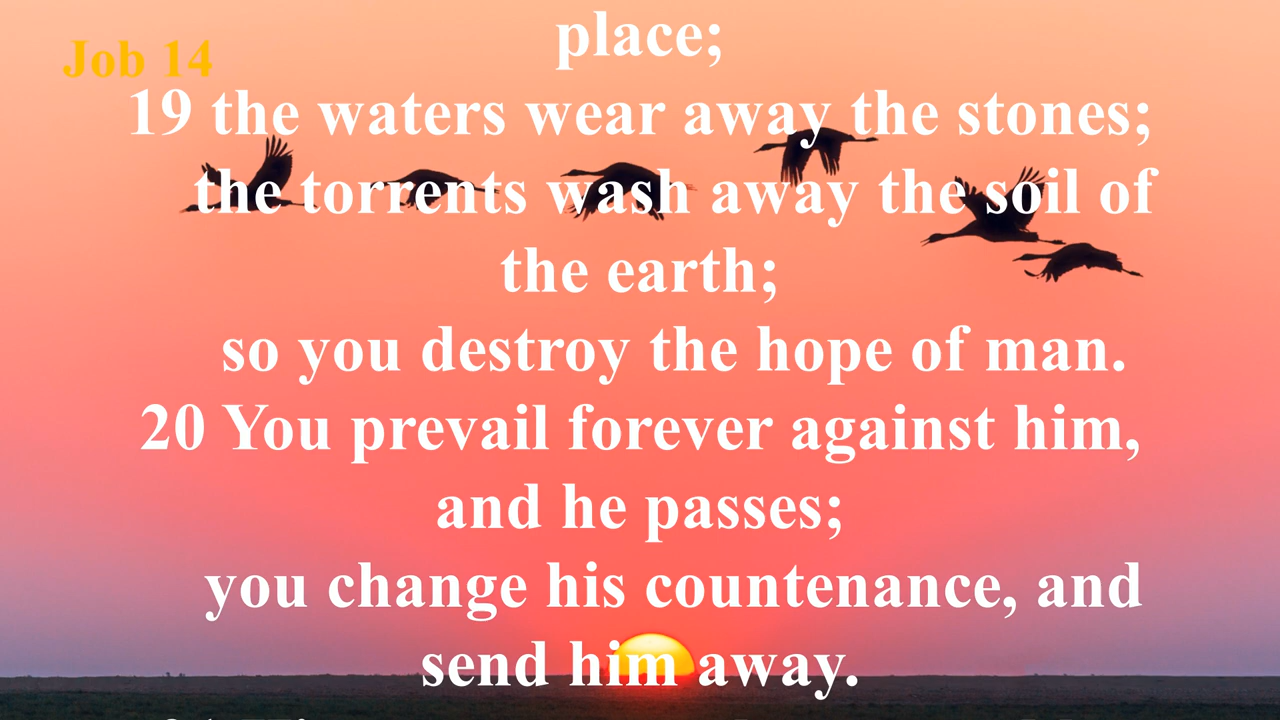 Job 14
place;
19 the waters wear away the stones;
the torrents wash away the soil of
the earth;
so you destroy the hope of man.
20 You prevail forever against him,
and he passes;
you change his countenance, and
send him away.